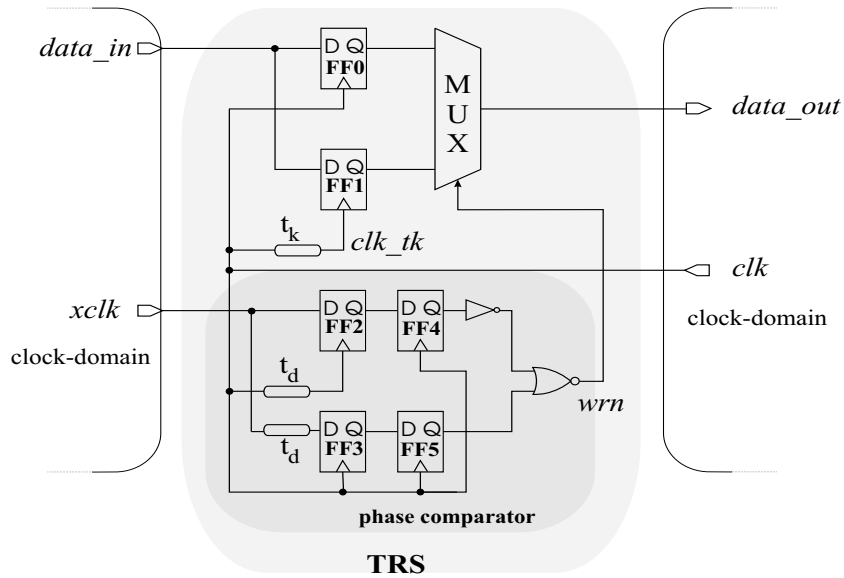 data_in
D Q
FF0
MUX
data_out
D Q
FF1
t_k
clk_tk
clk
xclk
clock-domain
clock-domain
D Q
FF2
D Q
FF4
t_d
wrn
t_d
D Q
FF3
D Q
FF5
phase comparator
TRS